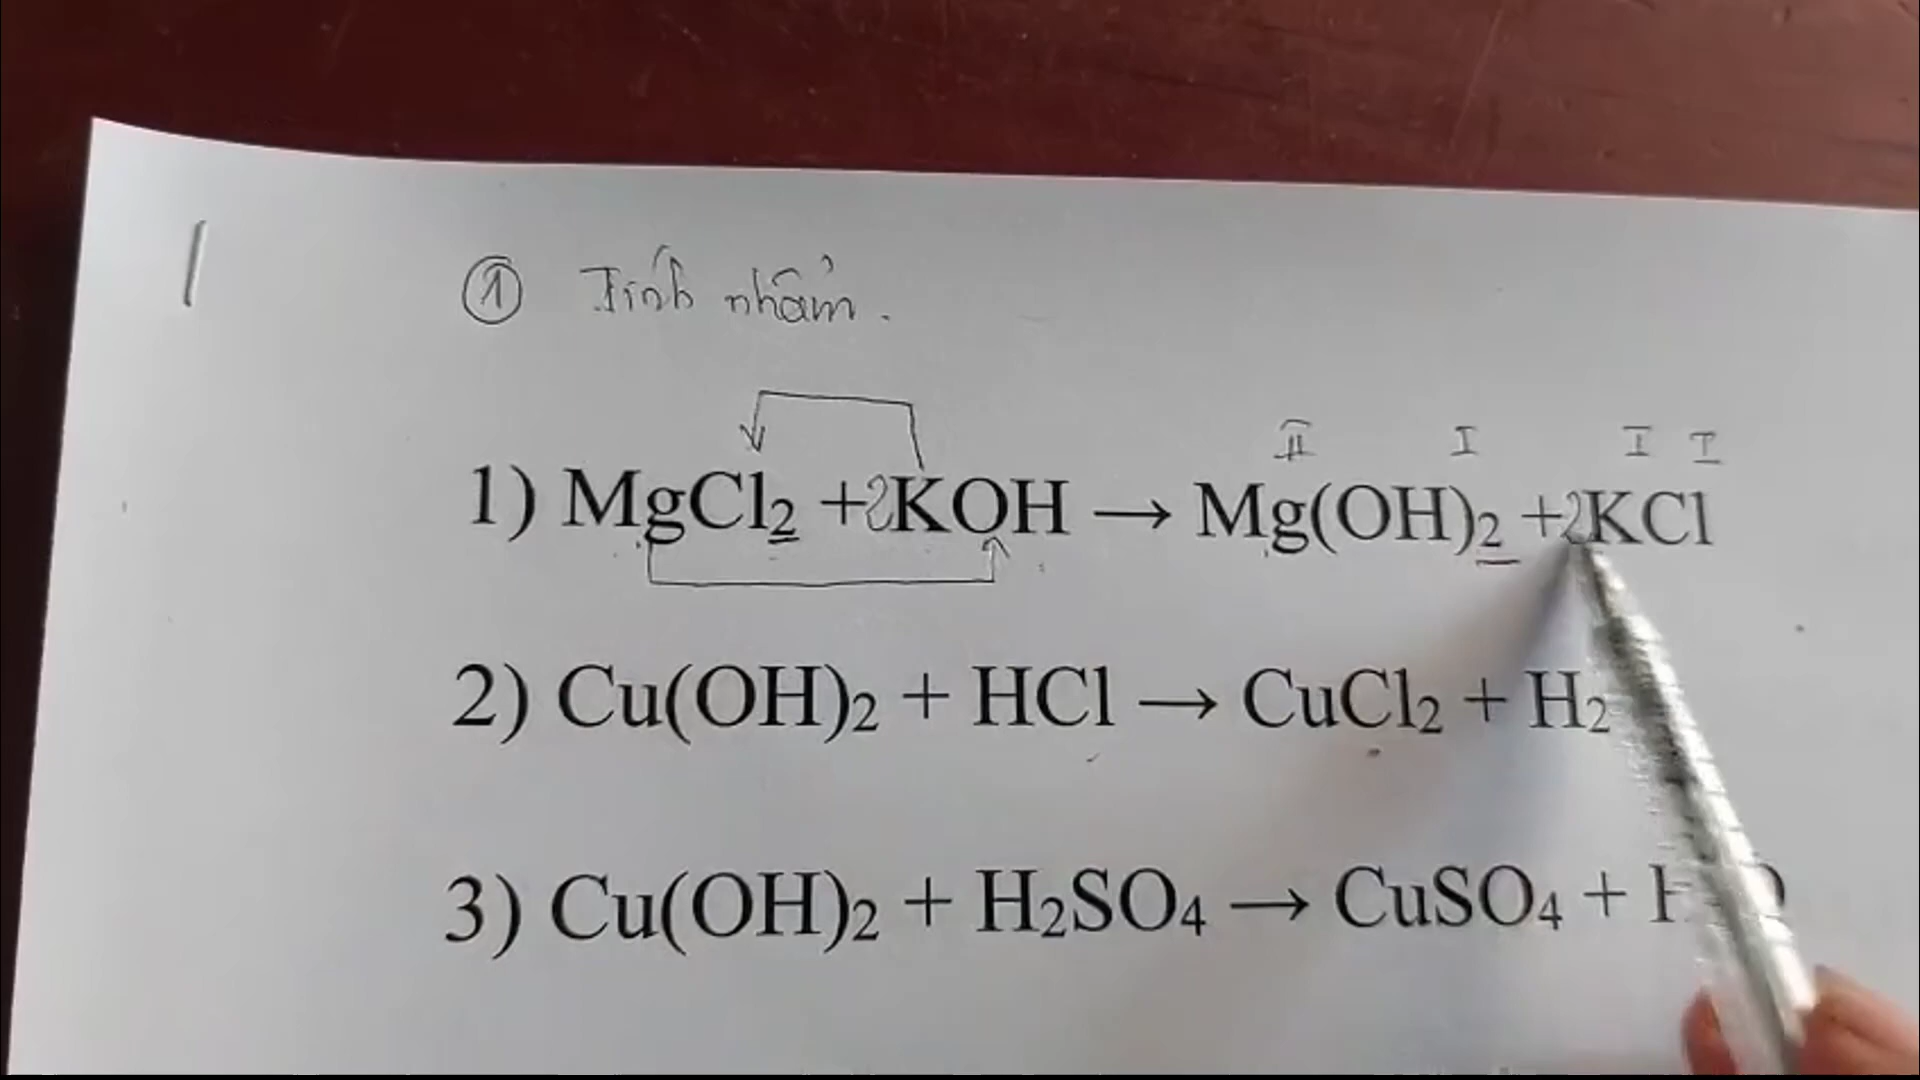 ① Tính nhẩm.
II I I I
1) MgCl₂ +2KOH → Mg(OH)₂ +2KCl
2) Cu(OH)₂ + HCl → CuCl₂ + H₂
3) Cu(OH)₂ + H₂SO₄ → CuSO₄ +